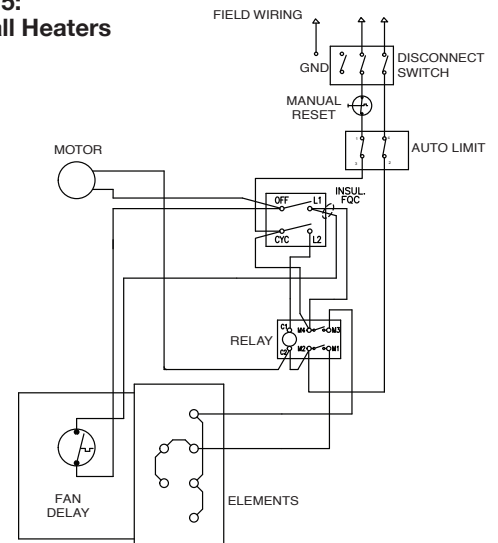 5:
all Heaters
FIELD WIRING
GND
DISCONNECT
SWITCH
MANUAL
RESET
AUTO LIMIT
MOTOR
INSUL.
FQC
OFF
L1
CYC
L2
C1
M4
M3
RELAY
C2
M2
M1
FAN
DELAY
ELEMENTS